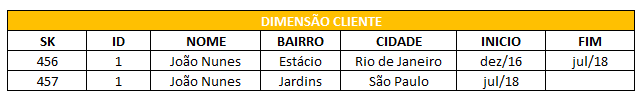 DIMENSÃO CLIENTE
SK ID NOME BAIRRO CIDADE INICIO FIM
456 1 João Nunes Estácio Rio de Janeiro dez/16 jul/18
457 1 João Nunes Jardins São Paulo jul/18